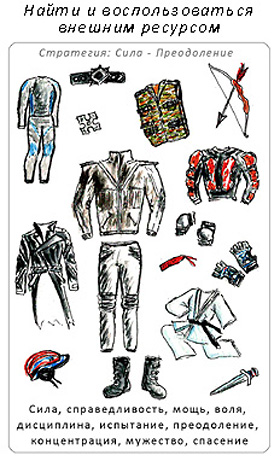 Найти и воспользоваться
внешним ресурсом
Стратегия: Сила - Преодоление
Сила, справедливость, мощь, воля,
дисциплина, испытание, преодоление,
концентрация, мужество, спасение